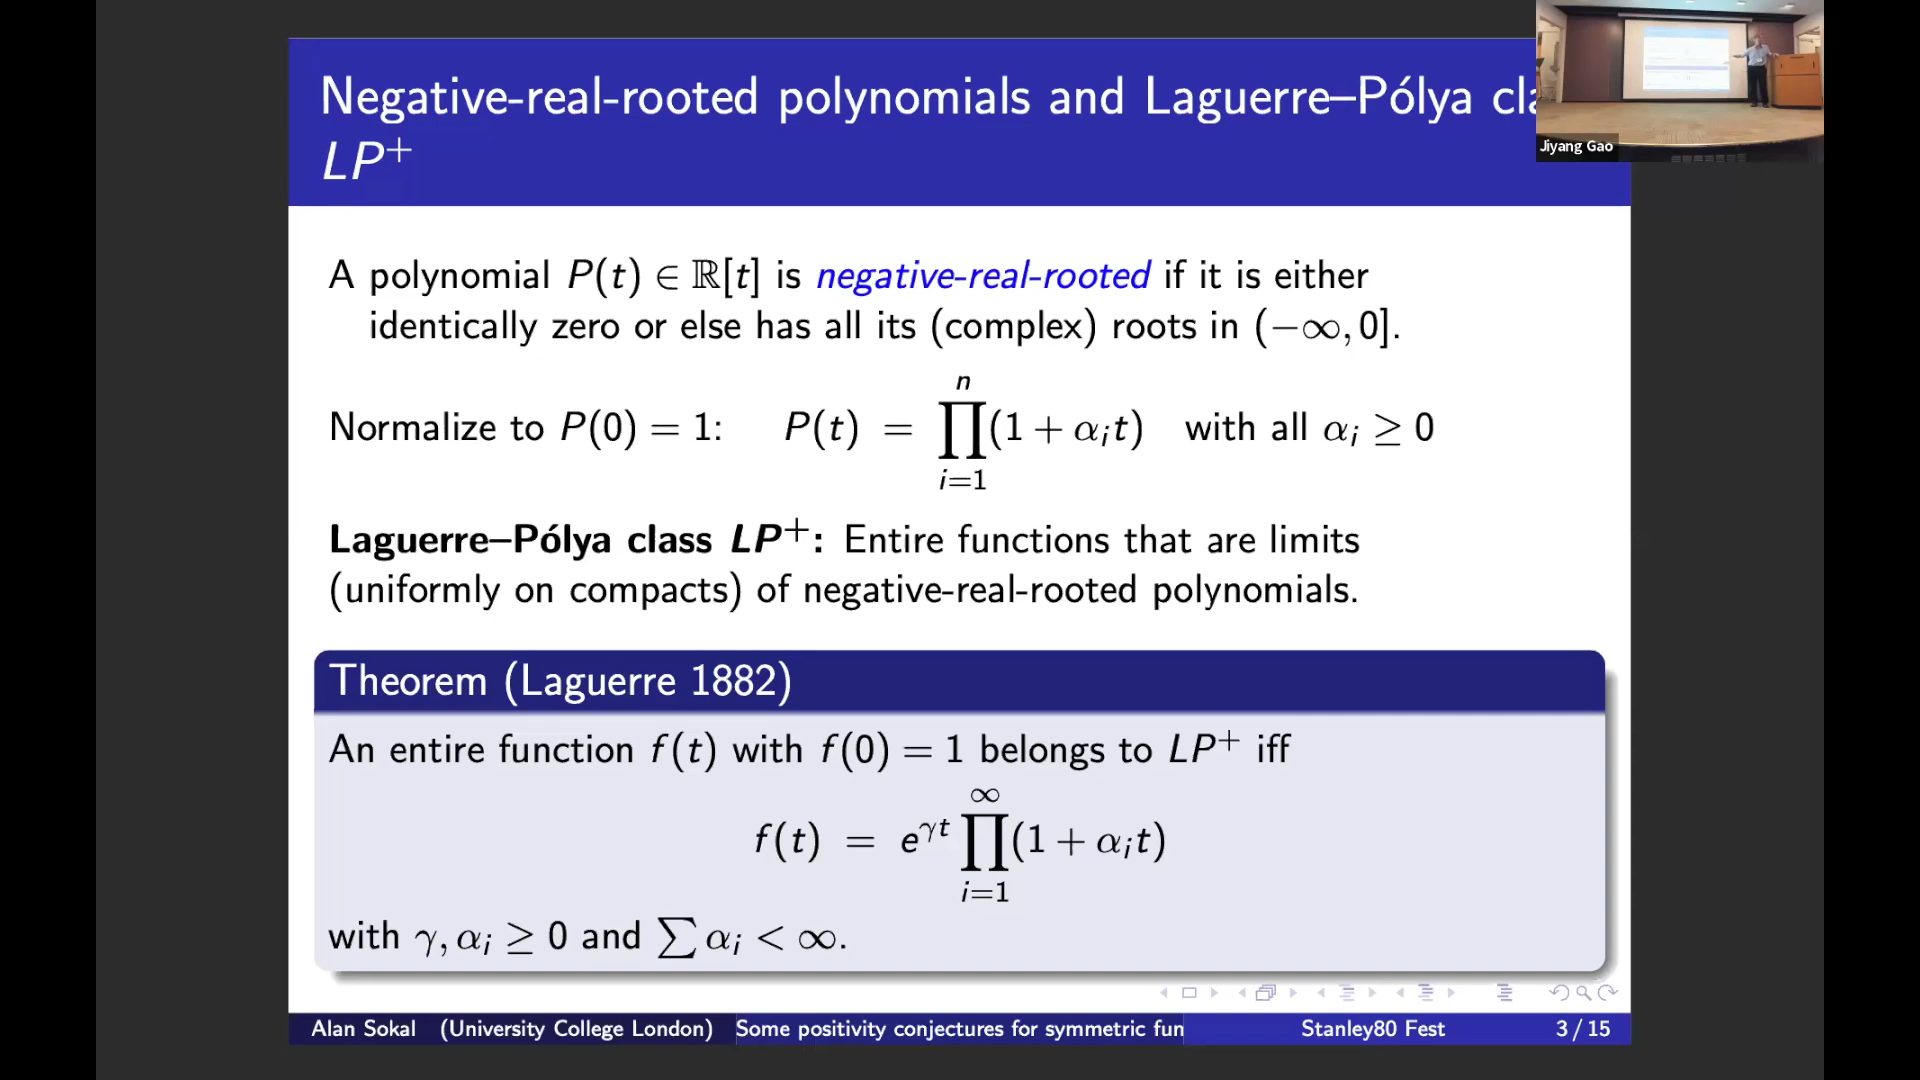 Negative-real-rooted polynomials and Laguerre–Pólya cla
LP⁺
Jiyang Gao
A polynomial P(t) ∈ ℝ[t] is negative-real-rooted if it is either
identically zero or else has all its (complex) roots in (−∞, 0].
Normalize to P(0) = 1: P(t) = ∏_{i=1}^{n} (1 + α_i t) with all α_i ≥ 0
Laguerre–Pólya class LP⁺: Entire functions that are limits
(uniformly on compacts) of negative-real-rooted polynomials.
Theorem (Laguerre 1882)
An entire function f(t) with f(0) = 1 belongs to LP⁺ iff
f(t) = e^{γt} ∏_{i=1}^{∞} (1 + α_i t)
with γ, α_i ≥ 0 and ∑ α_i < ∞.
Alan Sokal (University College London) Some positivity conjectures for symmetric fun Stanley80 Fest 3 / 15